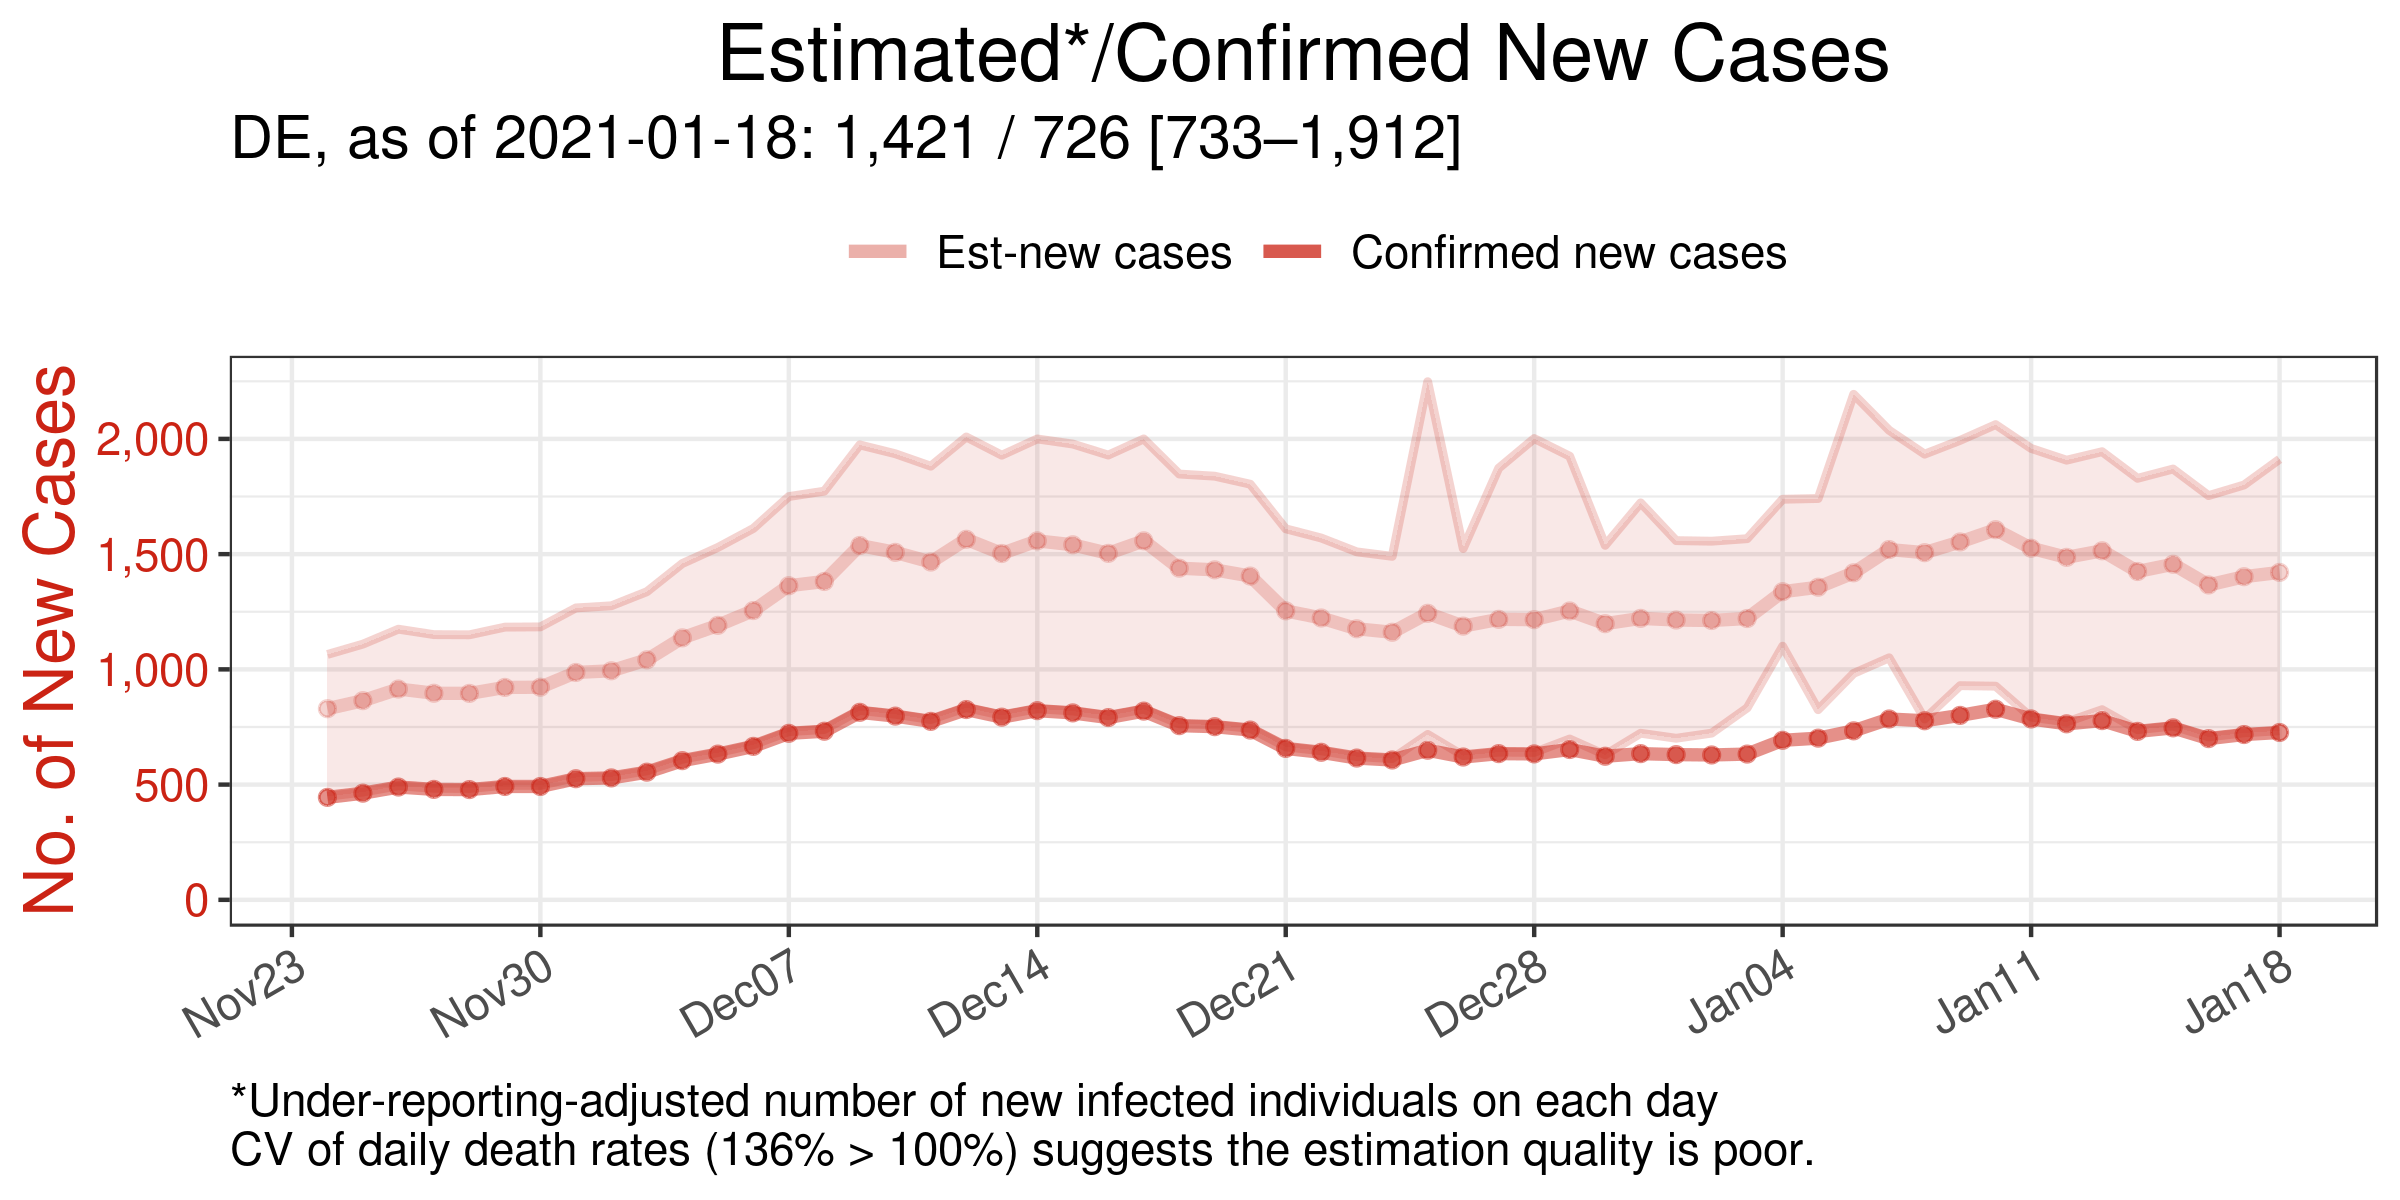 Estimated*/Confirmed New Cases
DE, as of 2021-01-18: 1,421 / 726 [733–1,912]
Est-new cases
Confirmed new cases
No. of New Cases
2,000
1,500
1,000
500
0
Nov23
Nov30
Dec07
Dec14
Dec21
Dec28
Jan04
Jan11
Jan18
*Under-reporting-adjusted number of new infected individuals on each day
CV of daily death rates (136% > 100%) suggests the estimation quality is poor.